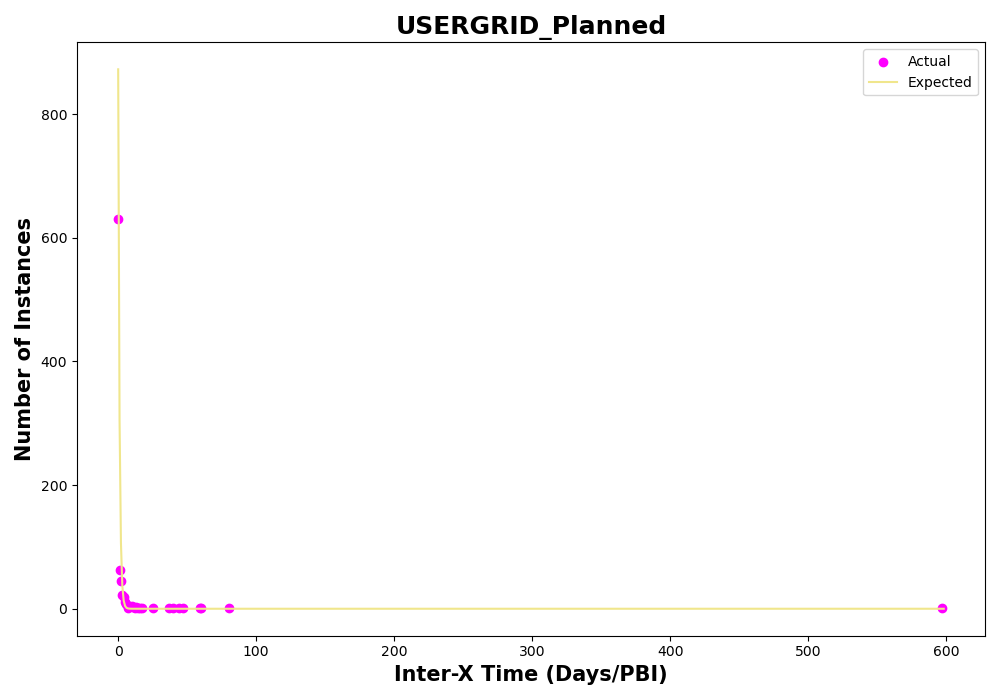 USERGRID_Planned
Actual
Expected
Number of Instances
800
600
400
200
0
0 100 200 300 400 500 600
Inter-X Time (Days/PBI)